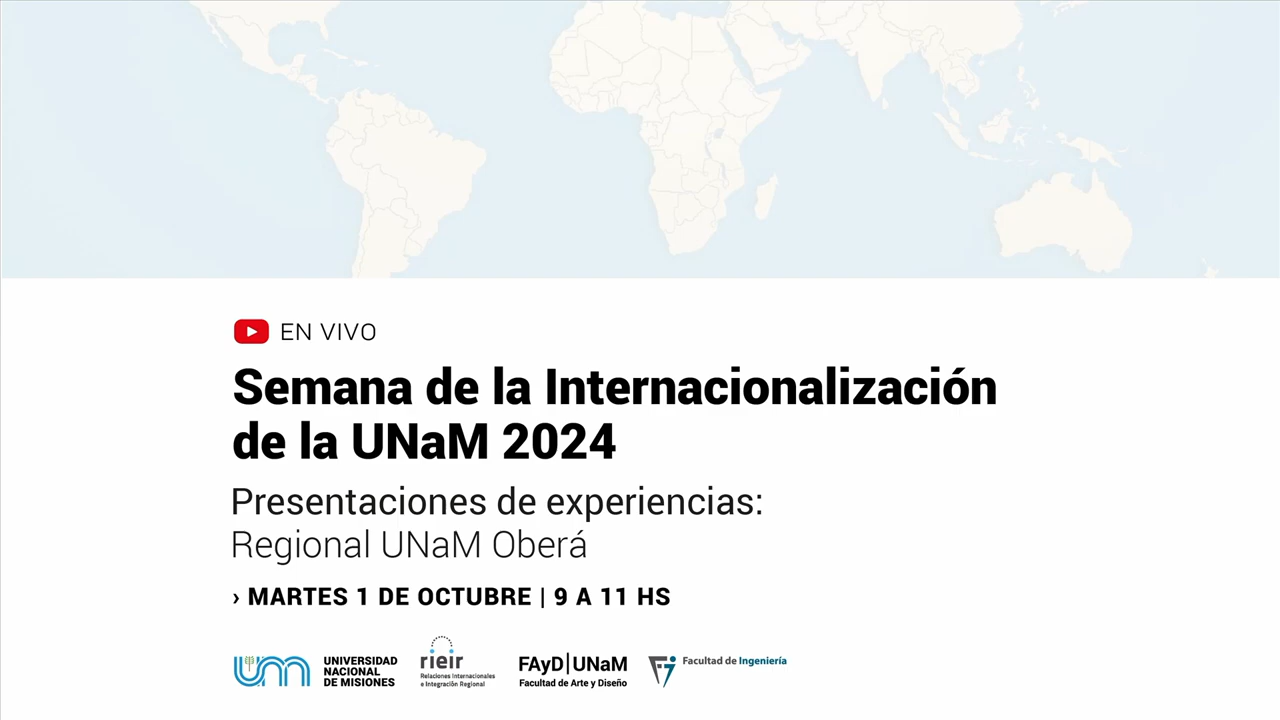 EN VIVO
Semana de la Internacionalización
de la UNaM 2024
Presentaciones de experiencias:
Regional UNaM Oberá
› MARTES 1 DE OCTUBRE | 9 A 11 HS
um
UNIVERSIDAD
NACIONAL
DE MISIONES
rieir
Relaciones Internacionales
e Integración Regional
FAyD|UNaM
Facultad de Arte y Diseño
Facultad de Ingeniería